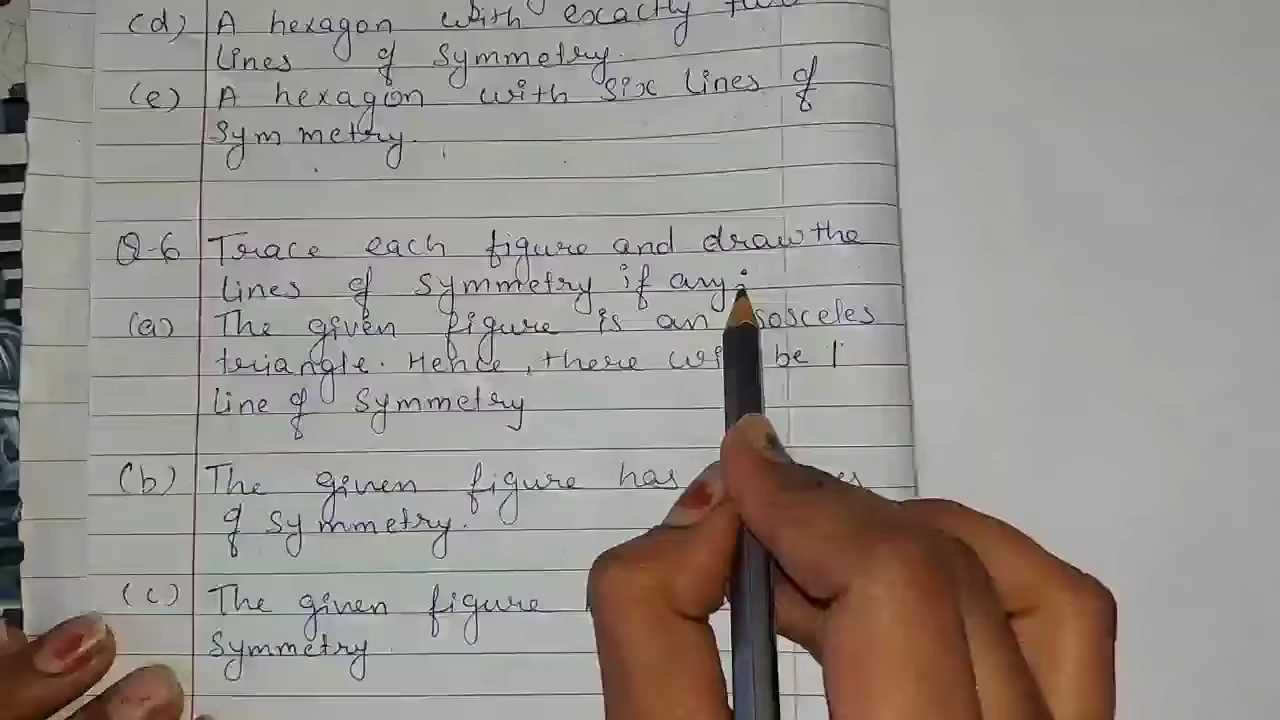 (d) A hexagon with exactly
lines of symmetry.
(e) A hexagon with six lines of
symmetry.
Q-6 Trace each figure and draw the
lines of symmetry if any:
(a) The given figure is an isosceles
triangle. Hence, there be 1
line of symmetry
(b) The given figure has
of symmetry.
(c) The given figure
symmetry